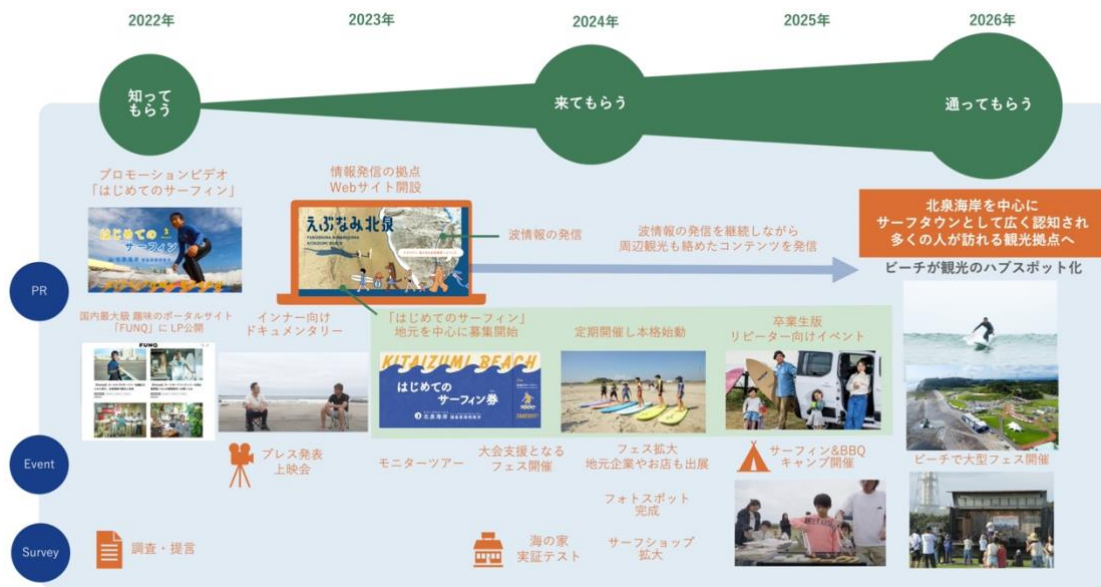 2022年
2023年
2024年
2025年
2026年
知って
もらう
来てもらう
通ってもらう
プロモーションビデオ
「はじめてのサーフィン」
情報発信の拠点
Webサイト開設
北泉海岸を中心に
サーフタウンとして広く認知され
多くの人が訪れる観光拠点へ
はじめての
サーフィン
えぶなみ北泉
KITAIZUMI BEACH
波情報の発信
波情報の発信を継続しながら
周辺観光も絡めたコンテンツを発信
ビーチが観光のハブスポット化
PR
国内最大級 趣味のポータルサイト
「FUNQ」に LP公開
インナー向け
ドキュメンタリー
「はじめてのサーフィン」
地元を中心に募集開始
定期開催し本格始動
卒業生版
リピーター向けイベント
FUNQ
KITAIZUMI BEACH
はじめての
サーフィン券
北泉海岸
Event
プレス発表
上映会
モニターツアー
大会支援となる
フェス開催
フェス拡大
地元企業やお店も出展
サーフィン&BBQ
キャンプ開催
ビーチで大型フェス開催
フォトスポット
完成
Survey
調査・提言
海の家
実証テスト
サーフショップ
拡大